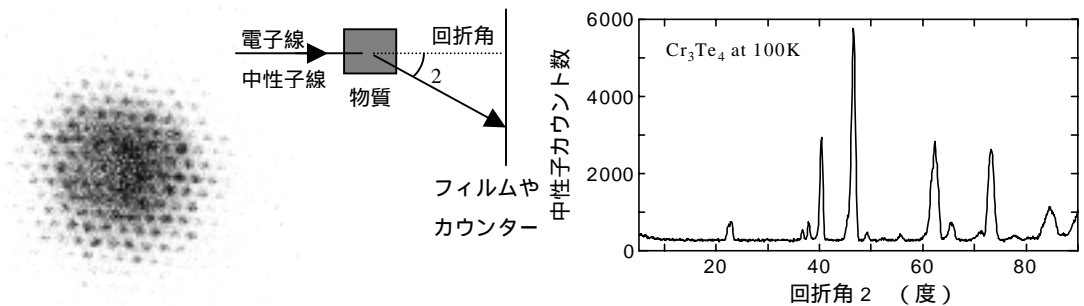 電子線
中性子線
物質
回折角
2
フィルムや
カウンター
中性子カウント数
6000
4000
2000
0
Cr3Te4 at 100K
20
40
60
80
回折角 2 （度）